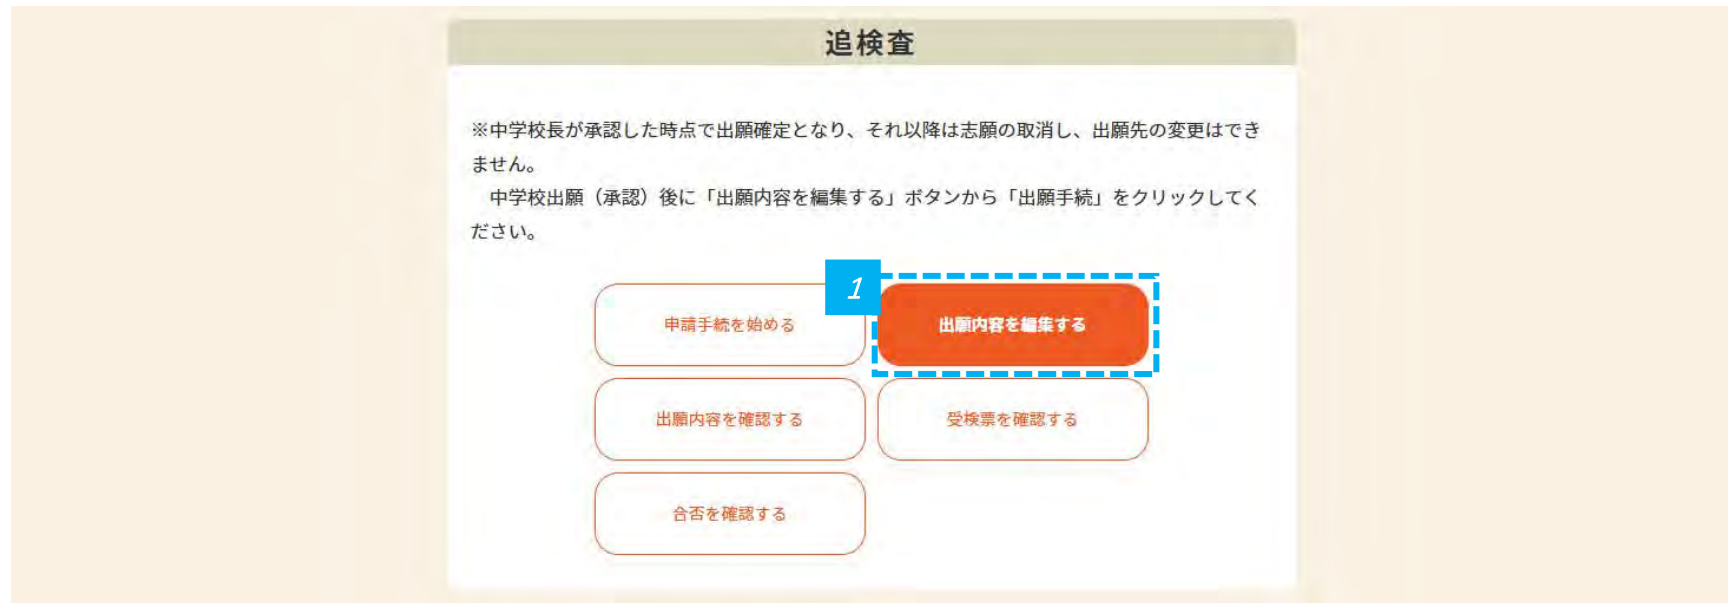 追検査
※中学校長が承認した時点で出願確定となり、それ以降は志願の取消し、出願先の変更はでき
ません。
　中学校出願（承認）後に「出願内容を編集する」ボタンから「出願手続」をクリックしてく
ださい。
1
申請手続を始める
出願内容を編集する
出願内容を確認する
受検票を確認する
合否を確認する